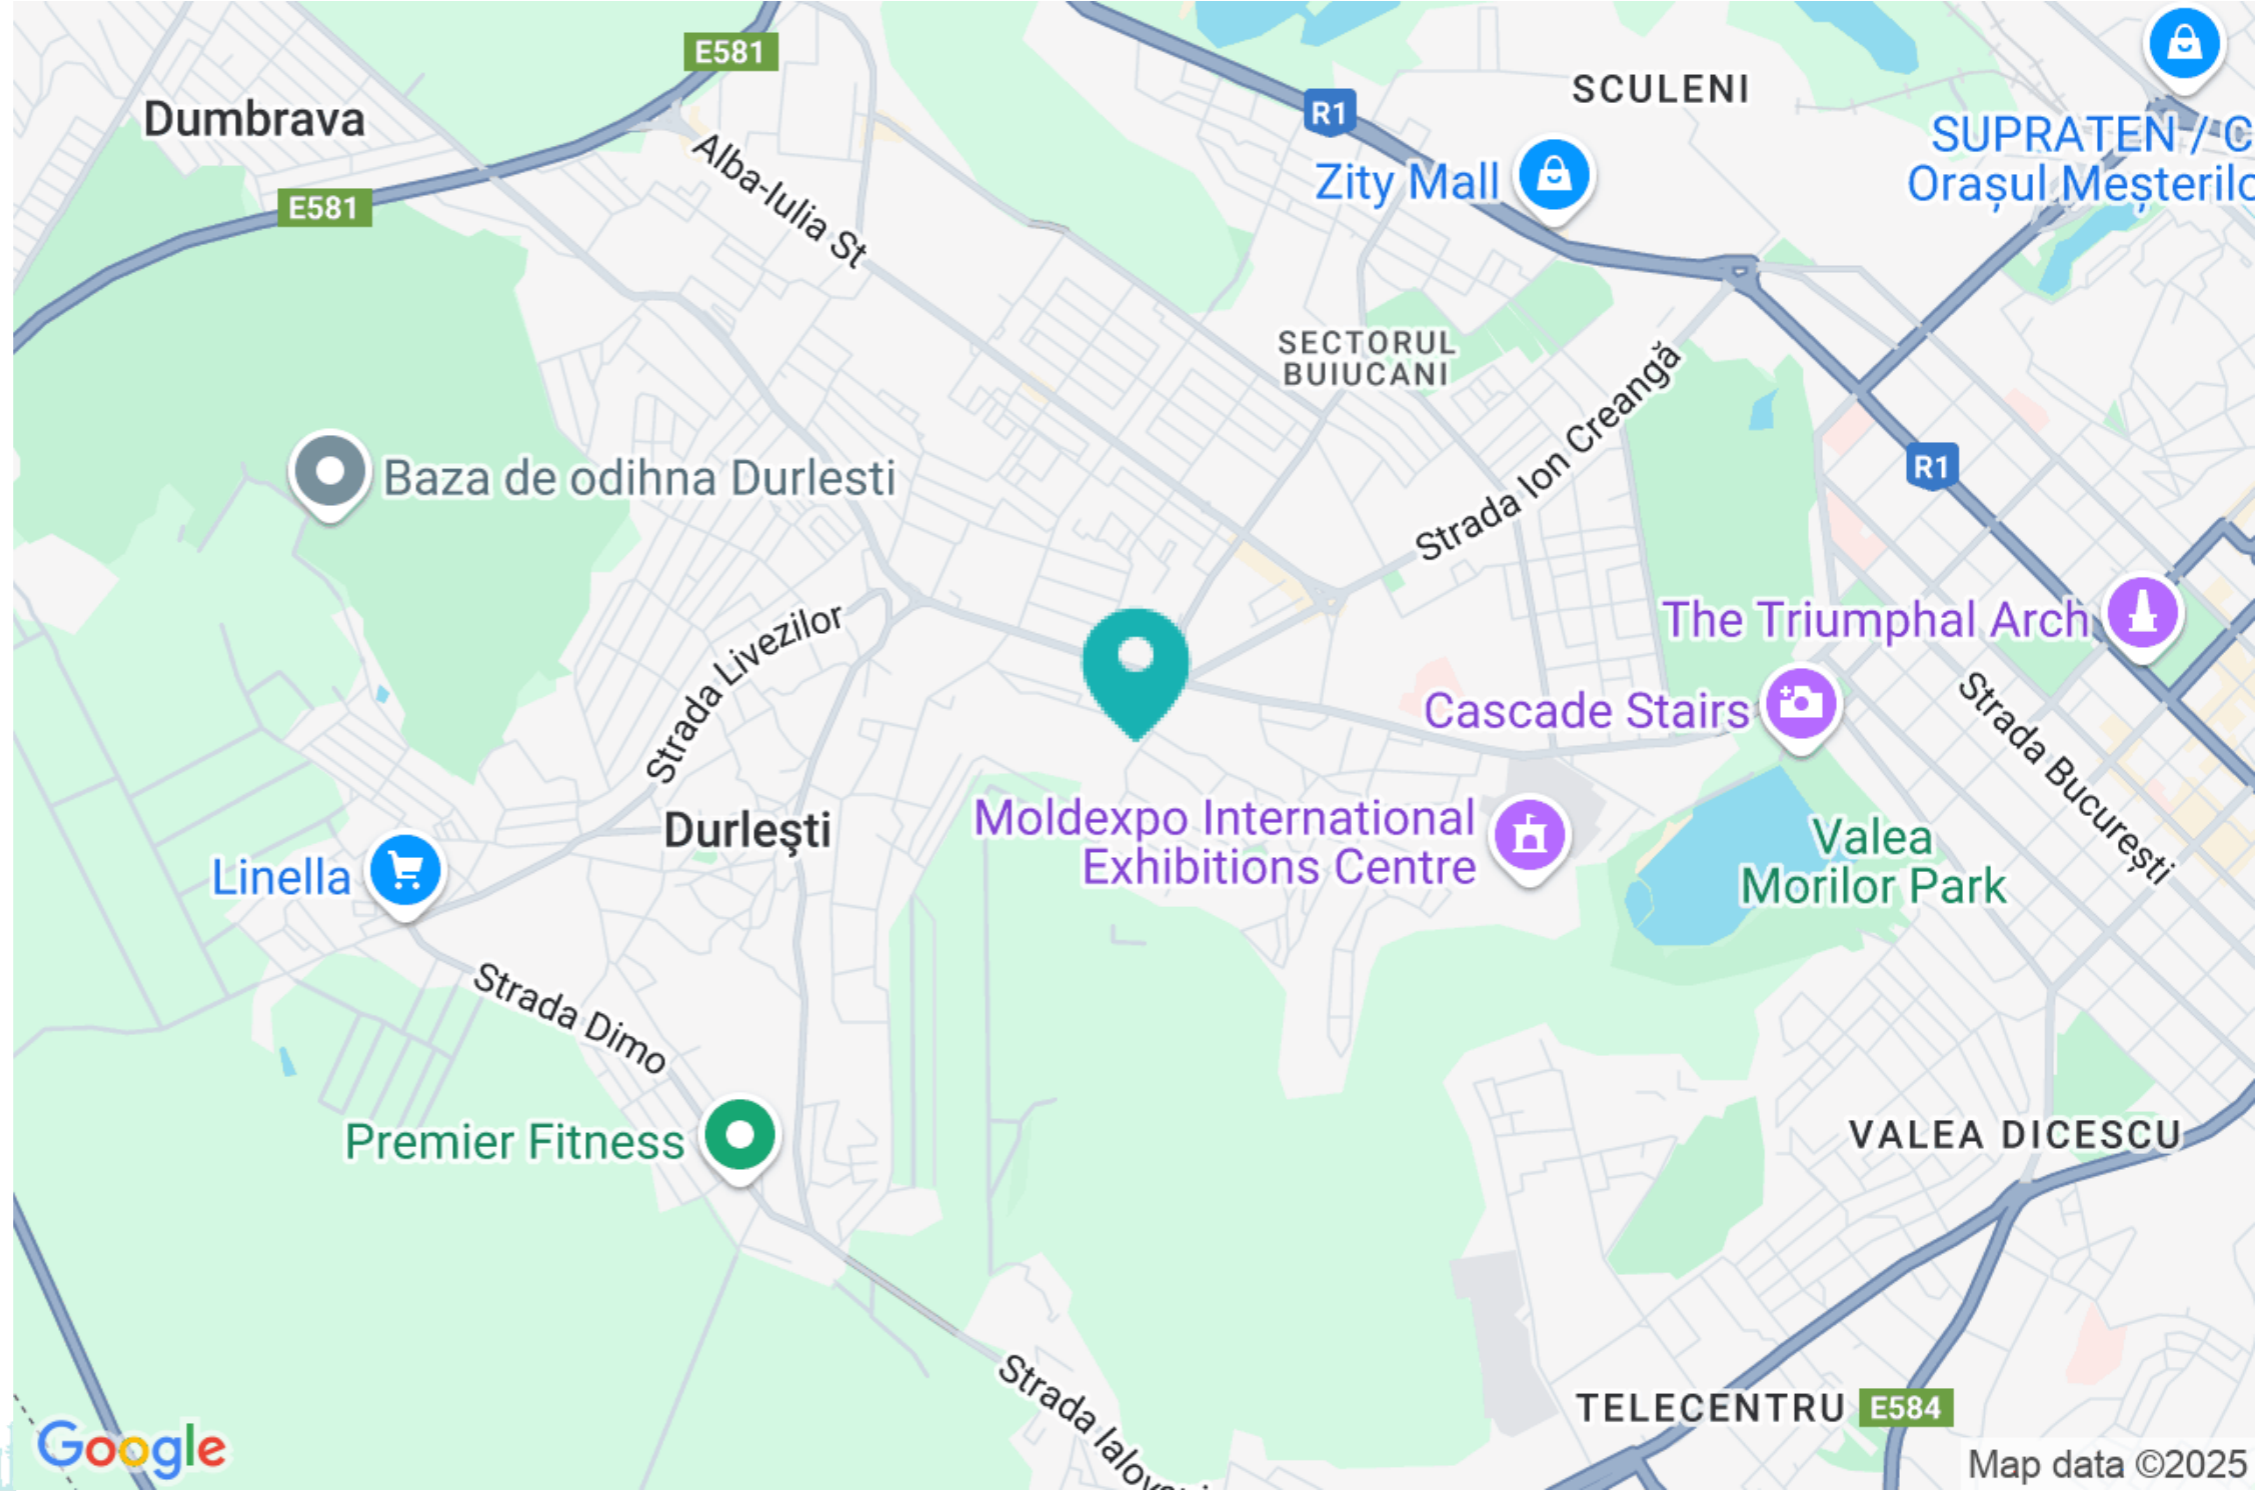 E581
SCULENI
R1
Dumbrava
SUPRATEN / C
Orașul Meșterilo
Zity Mall
Alba-Iulia St
E581
SECTORUL
BUIUCANI
Strada Ion Creangă
R1
Baza de odihna Durlesti
Strada Livezilor
The Triumphal Arch
Cascade Stairs
Strada București
Durleşti
Moldexpo International
Exhibitions Centre
Valea
Morilor Park
Linella
Strada Dimo
Premier Fitness
VALEA DICESCU
Strada
TELECENTRU
E584
Google
Map data ©2025